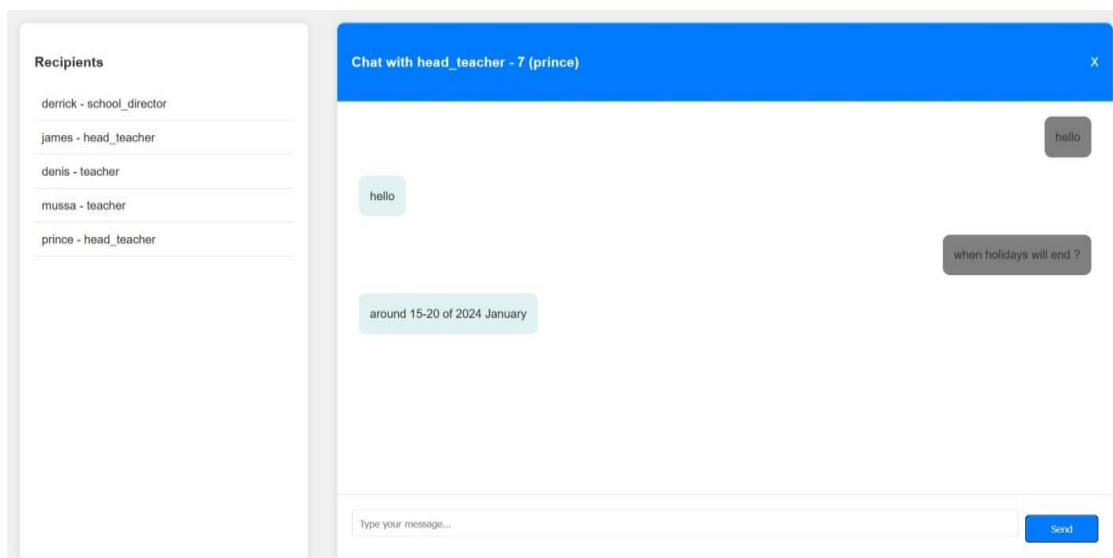 Recipients
derrick - school_director
james - head_teacher
denis - teacher
mussa - teacher
prince - head_teacher
Chat with head_teacher - 7 (prince)
X
hello
hello
when holidays will end ?
around 15-20 of 2024 January
Type your message...
Send